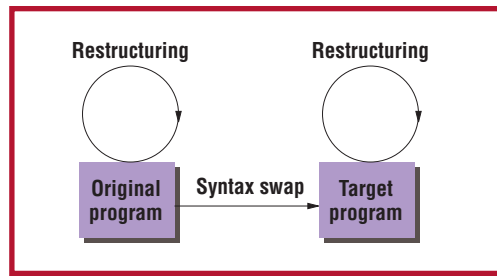 Restructuring
Restructuring
Original
program
Syntax swap
Target
program